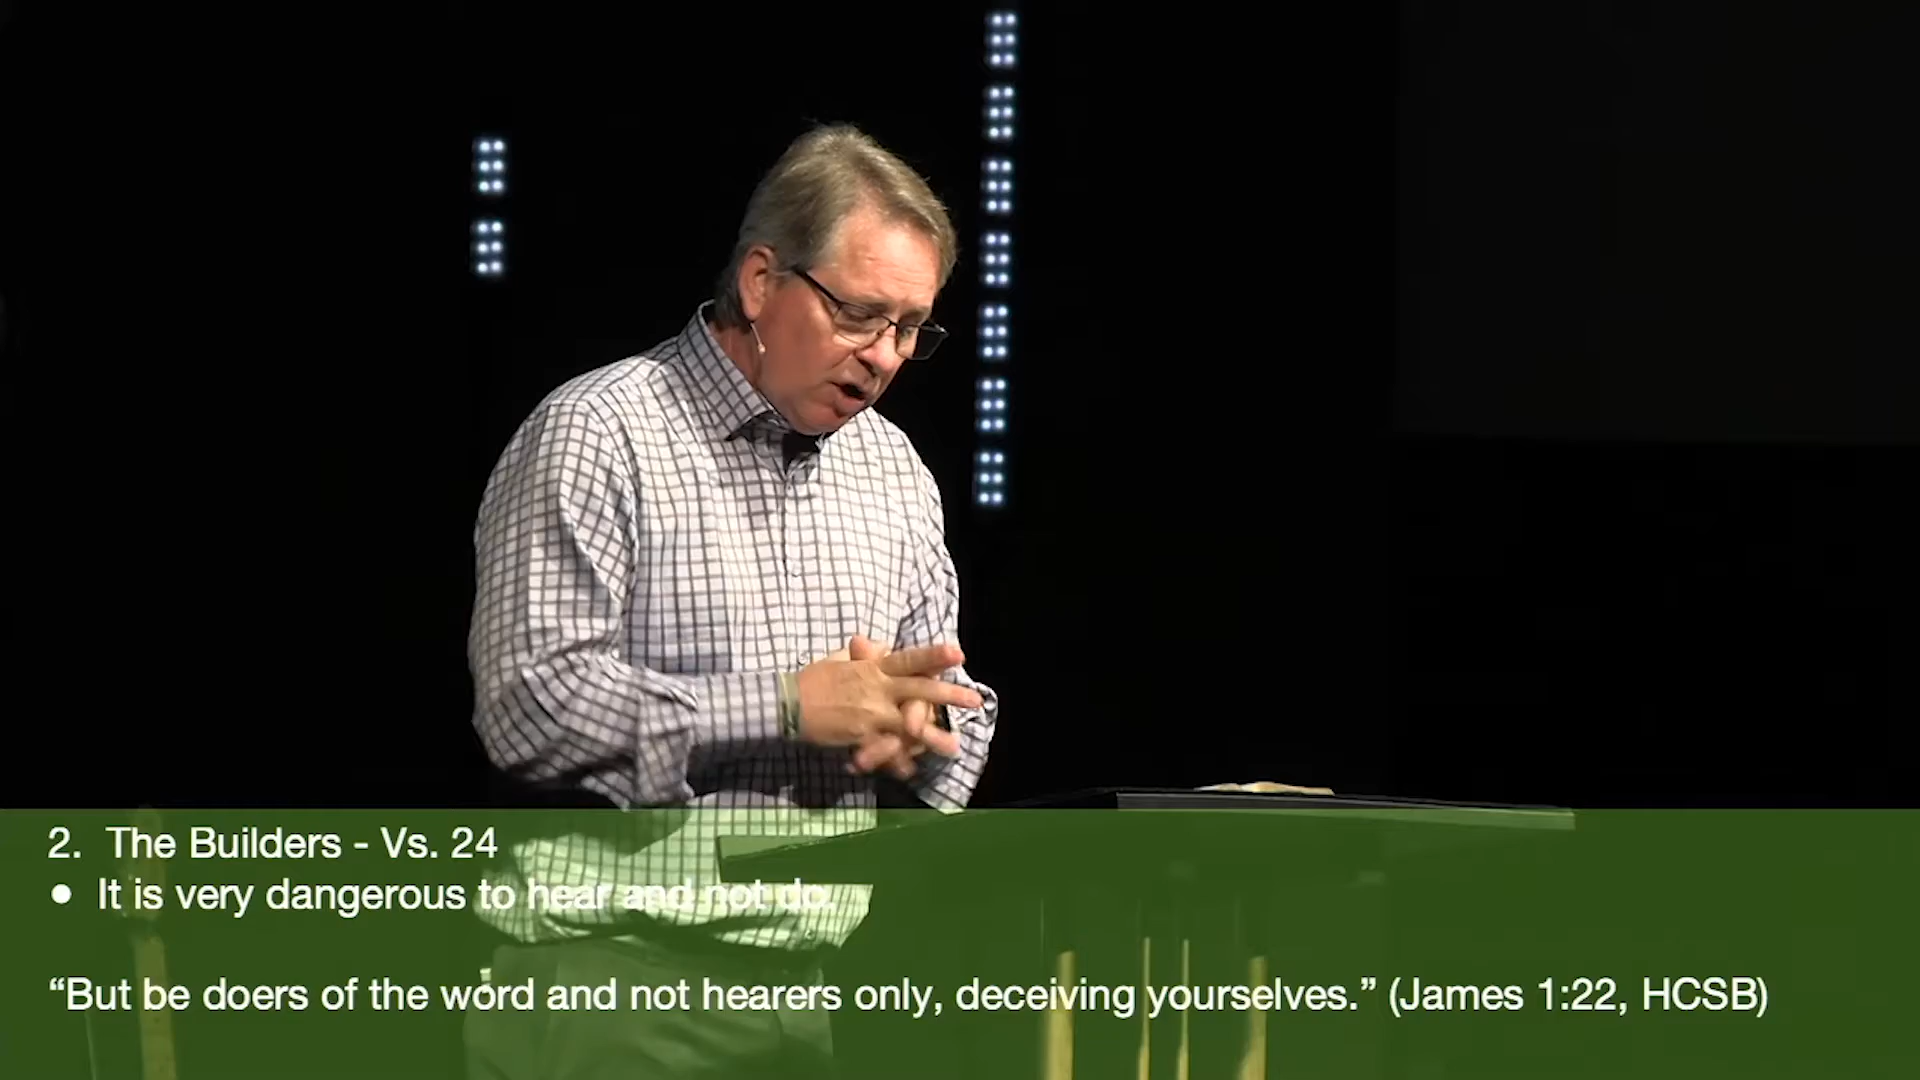 2. The Builders - Vs. 24
● It is very dangerous to hear and not do.
“But be doers of the word and not hearers only, deceiving yourselves.” (James 1:22, HCSB)